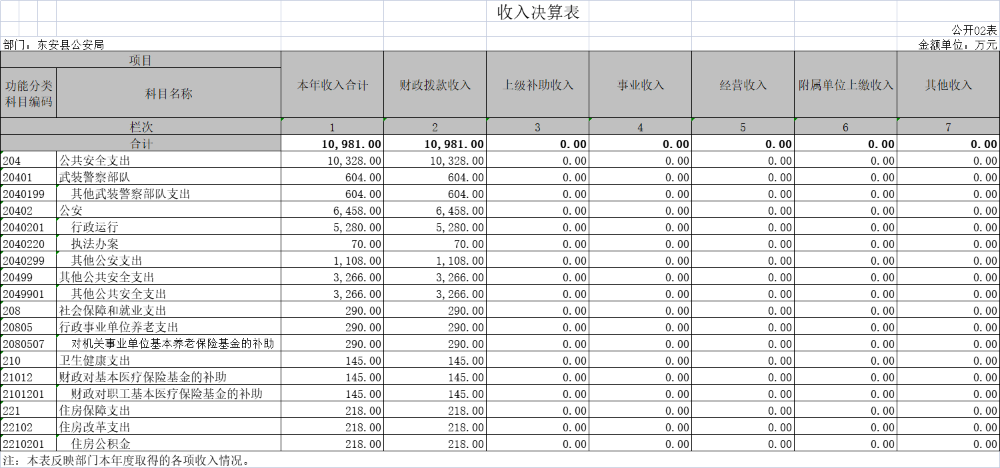 收入决算表
公开02表
部门：东安县公安局 金额单位：万元
项目 本年收入合计 财政拨款收入 上级补助收入 事业收入 经营收入 附属单位上缴收入 其他收入
功能分类科目编码 科目名称
栏次 1 2 3 4 5 6 7
合计 10,981.00 10,981.00 0.00 0.00 0.00 0.00 0.00
204 公共安全支出 10,328.00 10,328.00 0.00 0.00 0.00 0.00 0.00
20401 武装警察部队 604.00 604.00 0.00 0.00 0.00 0.00 0.00
2040199 其他武装警察部队支出 604.00 604.00 0.00 0.00 0.00 0.00 0.00
20402 公安 6,458.00 6,458.00 0.00 0.00 0.00 0.00 0.00
2040201 行政运行 5,280.00 5,280.00 0.00 0.00 0.00 0.00 0.00
2040220 执法办案 70.00 70.00 0.00 0.00 0.00 0.00 0.00
2040299 其他公安支出 1,108.00 1,108.00 0.00 0.00 0.00 0.00 0.00
20499 其他公共安全支出 3,266.00 3,266.00 0.00 0.00 0.00 0.00 0.00
2049901 其他公共安全支出 3,266.00 3,266.00 0.00 0.00 0.00 0.00 0.00
208 社会保障和就业支出 290.00 290.00 0.00 0.00 0.00 0.00 0.00
20805 行政事业单位养老支出 290.00 290.00 0.00 0.00 0.00 0.00 0.00
2080507 对机关事业单位基本养老保险基金的补助 290.00 290.00 0.00 0.00 0.00 0.00 0.00
210 卫生健康支出 145.00 145.00 0.00 0.00 0.00 0.00 0.00
21012 财政对基本医疗保险基金的补助 145.00 145.00 0.00 0.00 0.00 0.00 0.00
2101201 财政对职工基本医疗保险基金的补助 145.00 145.00 0.00 0.00 0.00 0.00 0.00
221 住房保障支出 218.00 218.00 0.00 0.00 0.00 0.00 0.00
22102 住房改革支出 218.00 218.00 0.00 0.00 0.00 0.00 0.00
2210201 住房公积金 218.00 218.00 0.00 0.00 0.00 0.00 0.00
注：本表反映部门本年度取得的各项收入情况。